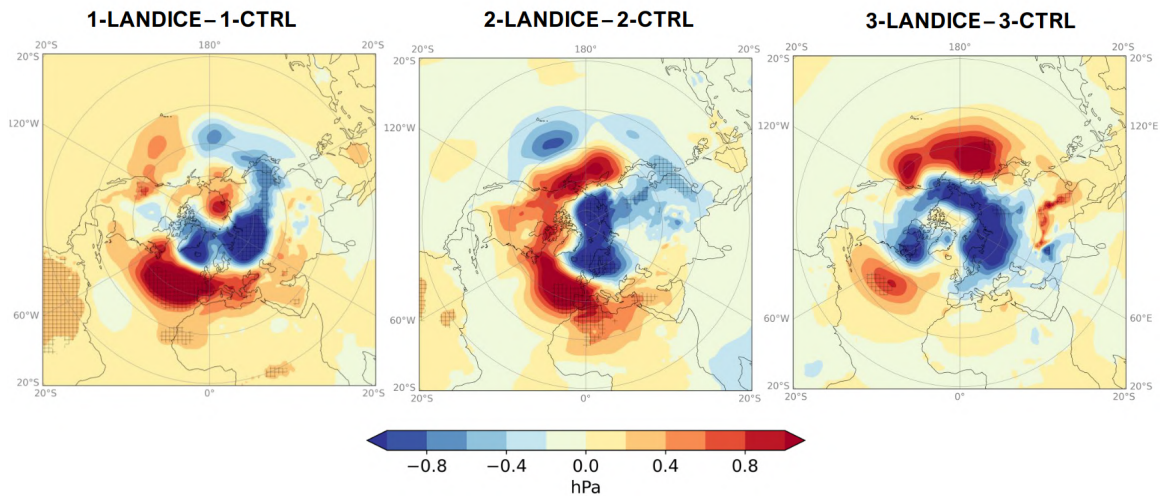 1-LANDICE – 1-CTRL 2-LANDICE – 2-CTRL 3-LANDICE – 3-CTRL
20°S 180° 20°S 20°S 180° 20°S 20°S 180° 20°S
20°S 20°S 20°S
120°W 120°W 120°W 120°E
60°W 60°W 60°W 60°E
20°S 20°S 20°S 20°S
20°S 0° 20°S 20°S 0° 20°S 20°S 0° 20°S
−0.8 −0.4 0.0 0.4 0.8
hPa